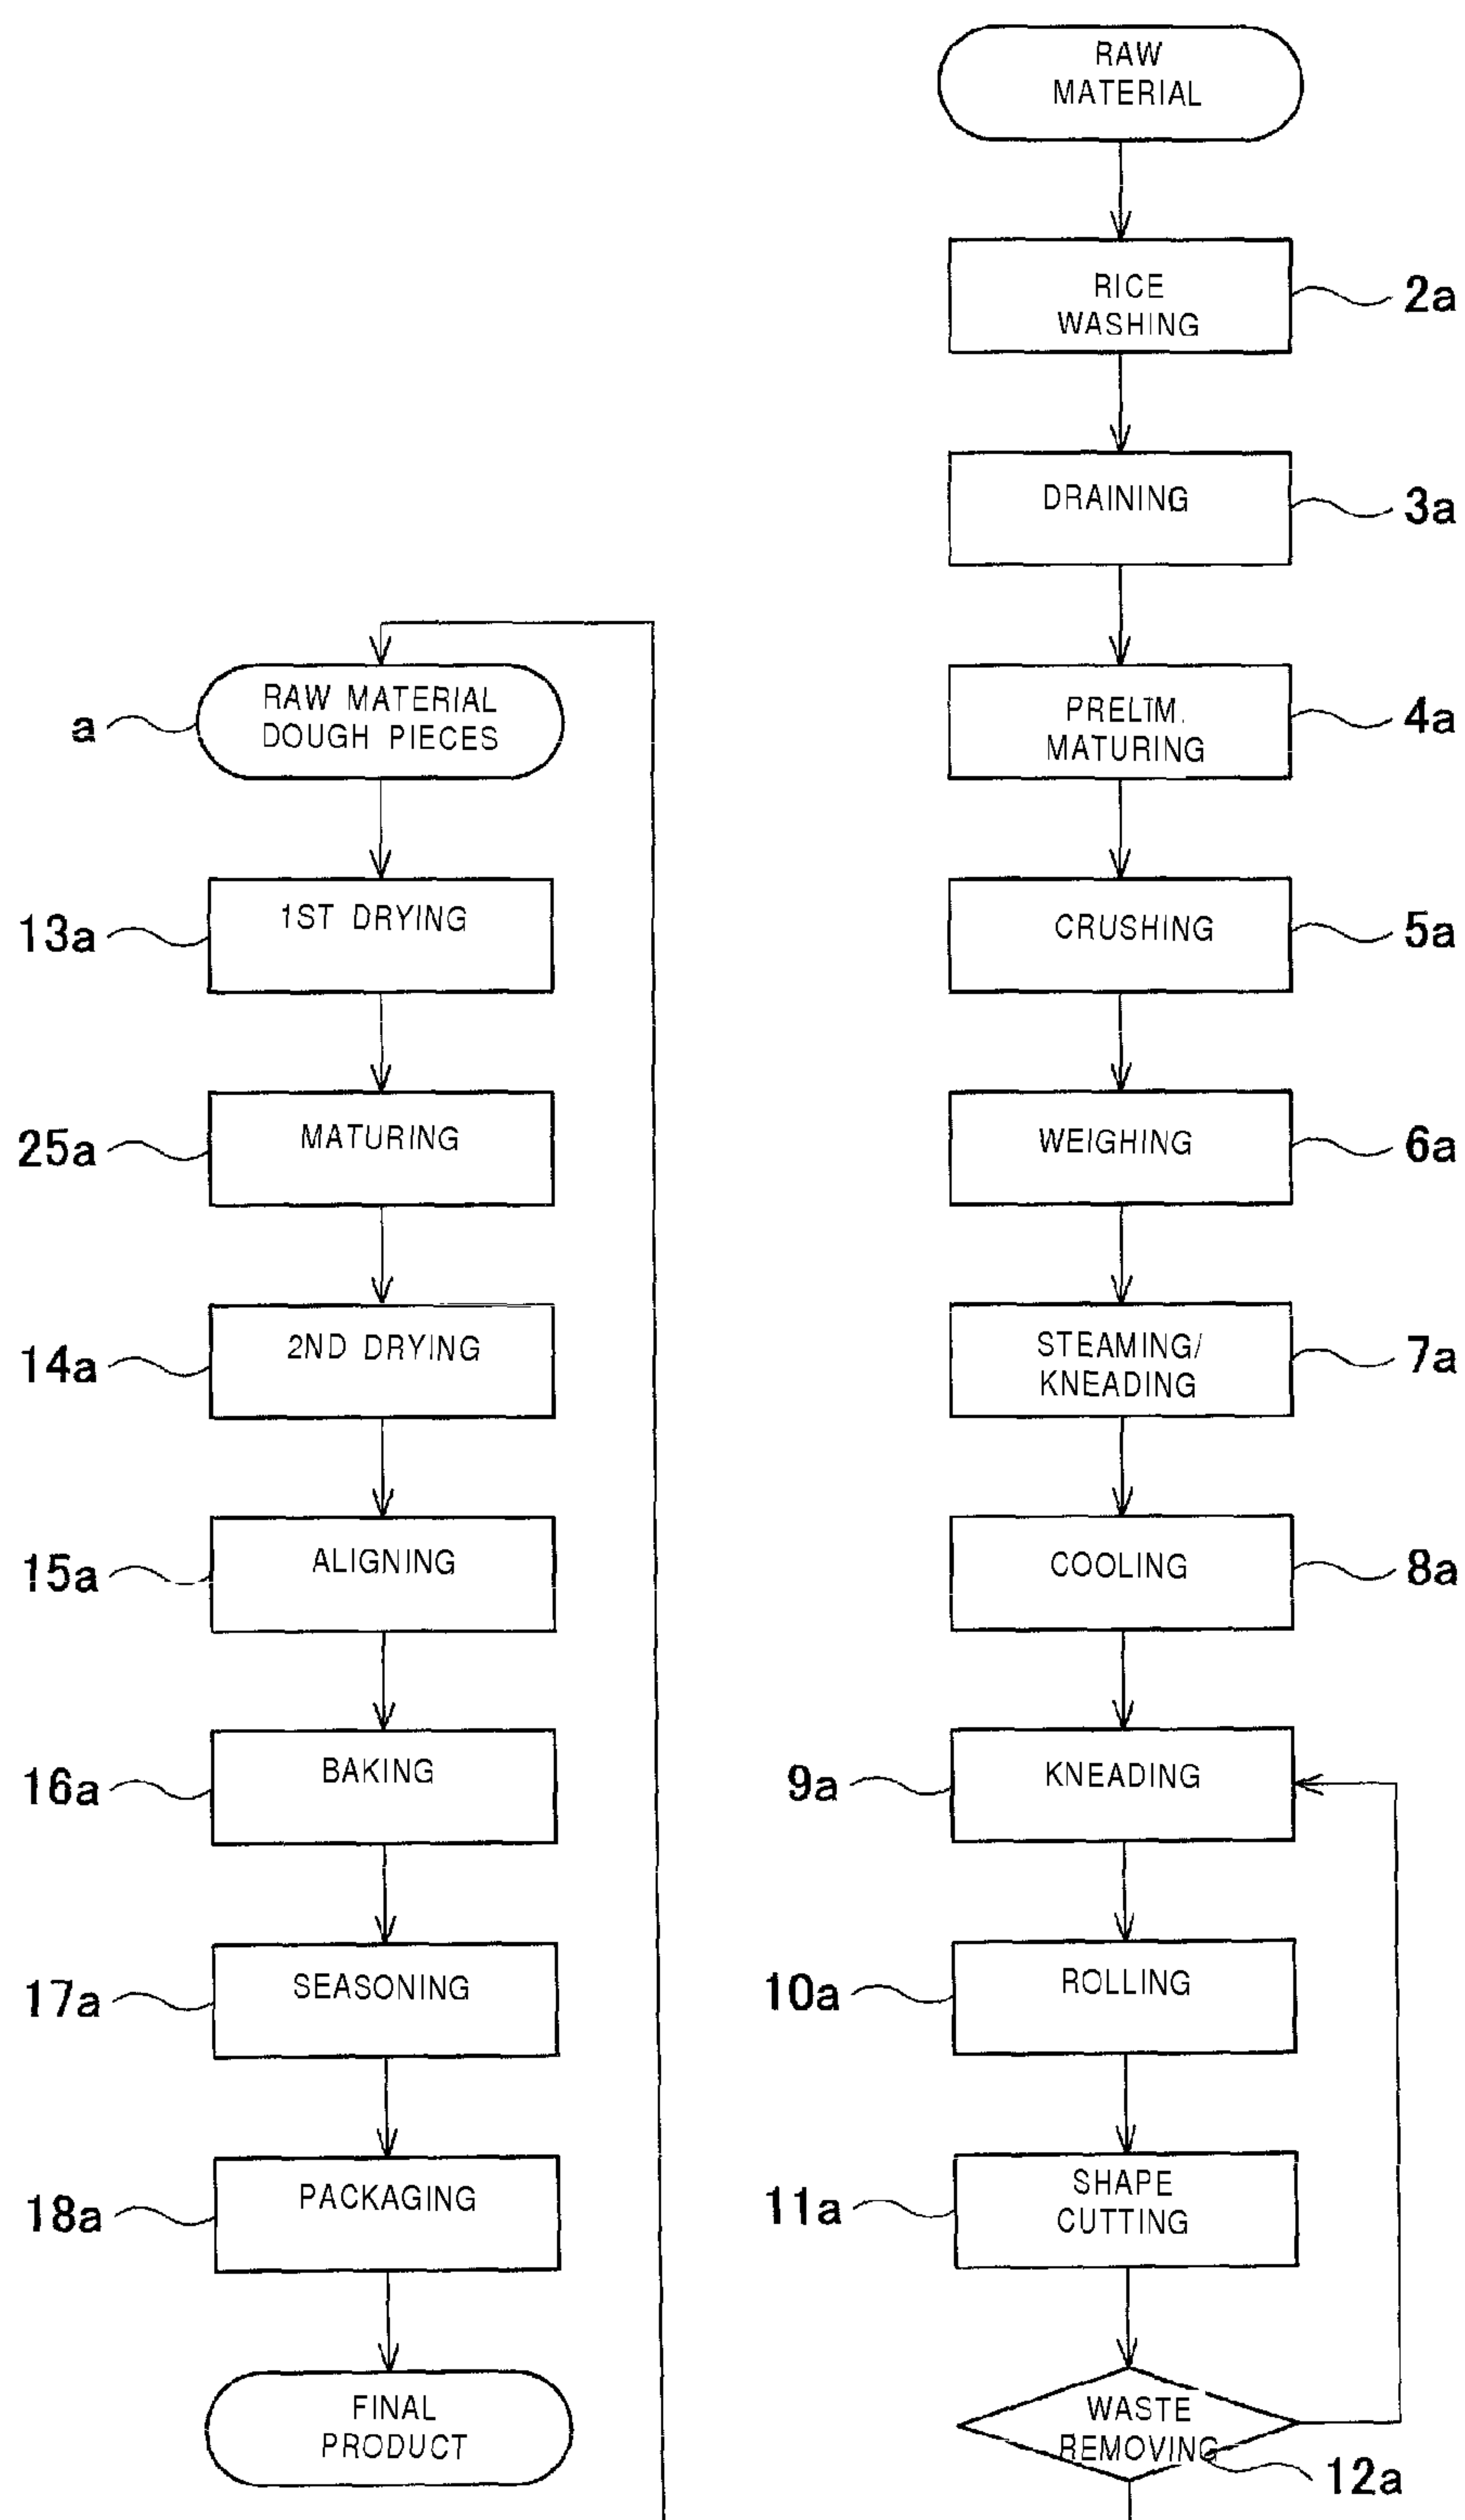 RAW
MATERIAL
RICE
WASHING
2a
DRAINING
3a
PRELIM.
MATURING
4a
CRUSHING
5a
WEIGHING
6a
STEAMING/
KNEADING
7a
COOLING
8a
KNEADING
9a
ROLLING
10a
SHAPE
CUTTING
11a
WASTE
REMOVING
12a
RAW MATERIAL
DOUGH PIECES
a
1ST DRYING
13a
MATURING
25a
2ND DRYING
14a
ALIGNING
15a
BAKING
16a
SEASONING
17a
PACKAGING
18a
FINAL
PRODUCT